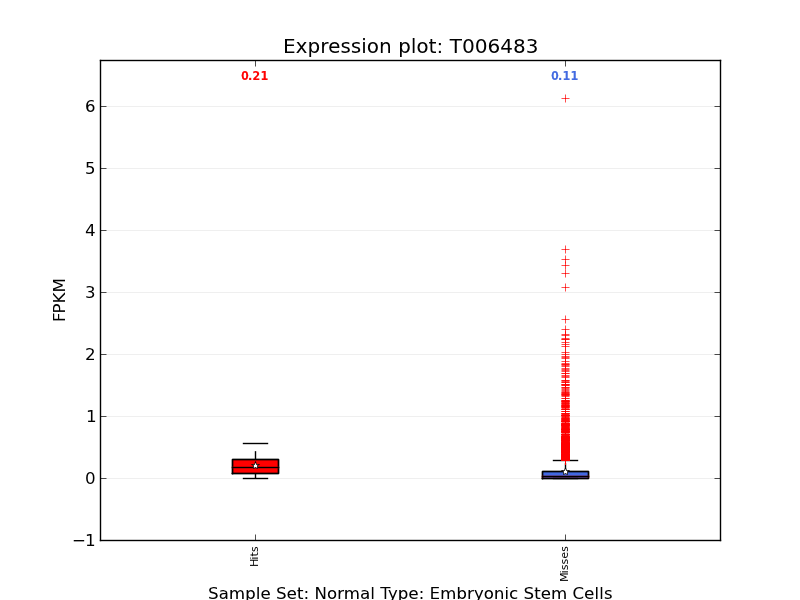 Expression plot: T006483
0.21
0.11
6
5
4
3
2
1
0
−1
FPKM
Hits
Misses
Sample Set: Normal Type: Embryonic Stem Cells